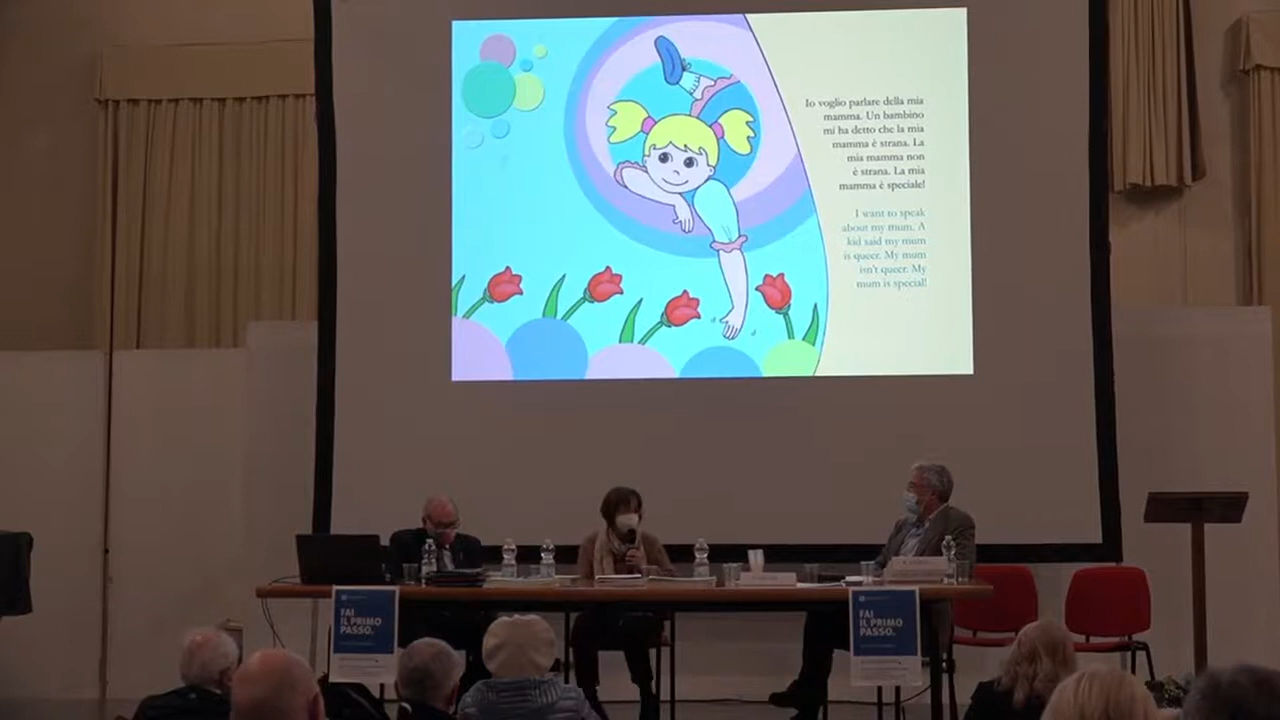 Io voglio parlare della mia
mamma. Un bambino
mi ha detto che la mia
mamma è strana. La
mia mamma non
è strana. La mia
mamma è speciale!
I want to speak
about my mum. A
kid said my mum
is queer. My mum
isn't queer. My
mum is special!
FAI
IL PRIMO
PASSO.
FAI
IL PRIMO
PASSO.